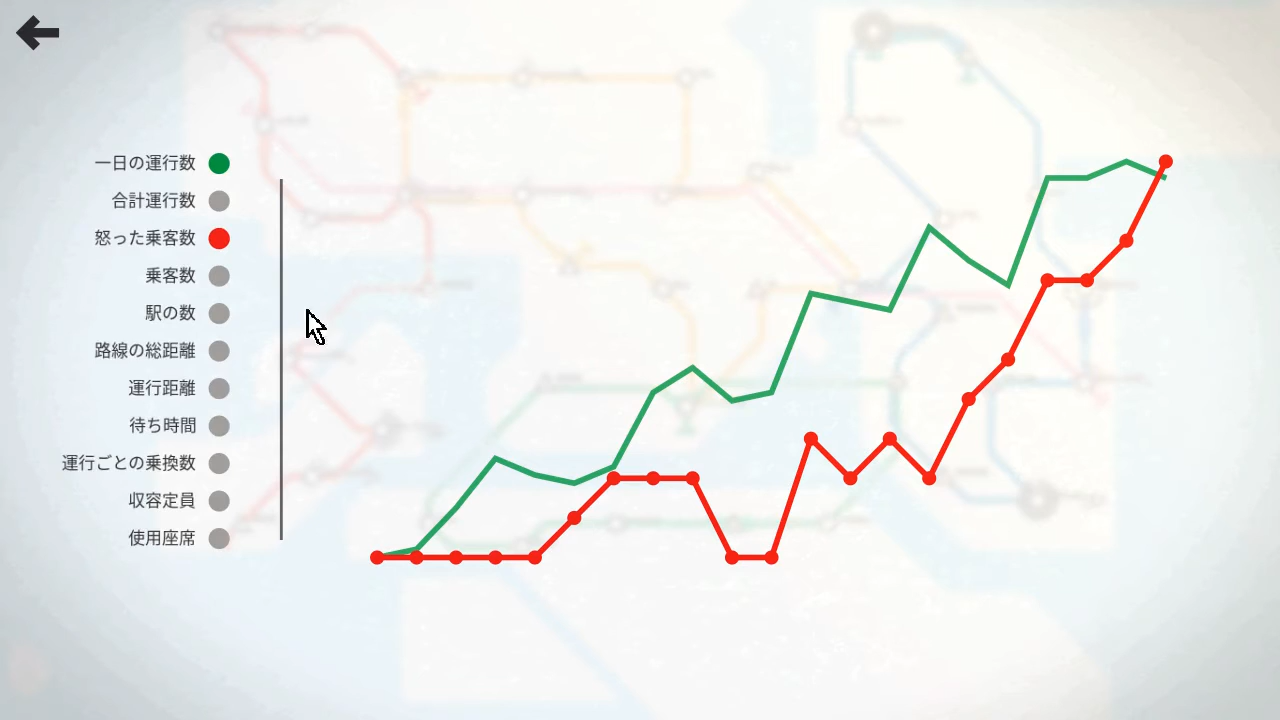 一日の運行数
合計運行数
怒った乗客数
乗客数
駅の数
路線の総距離
運行距離
待ち時間
運行ごとの乗換数
収容定員
使用座席